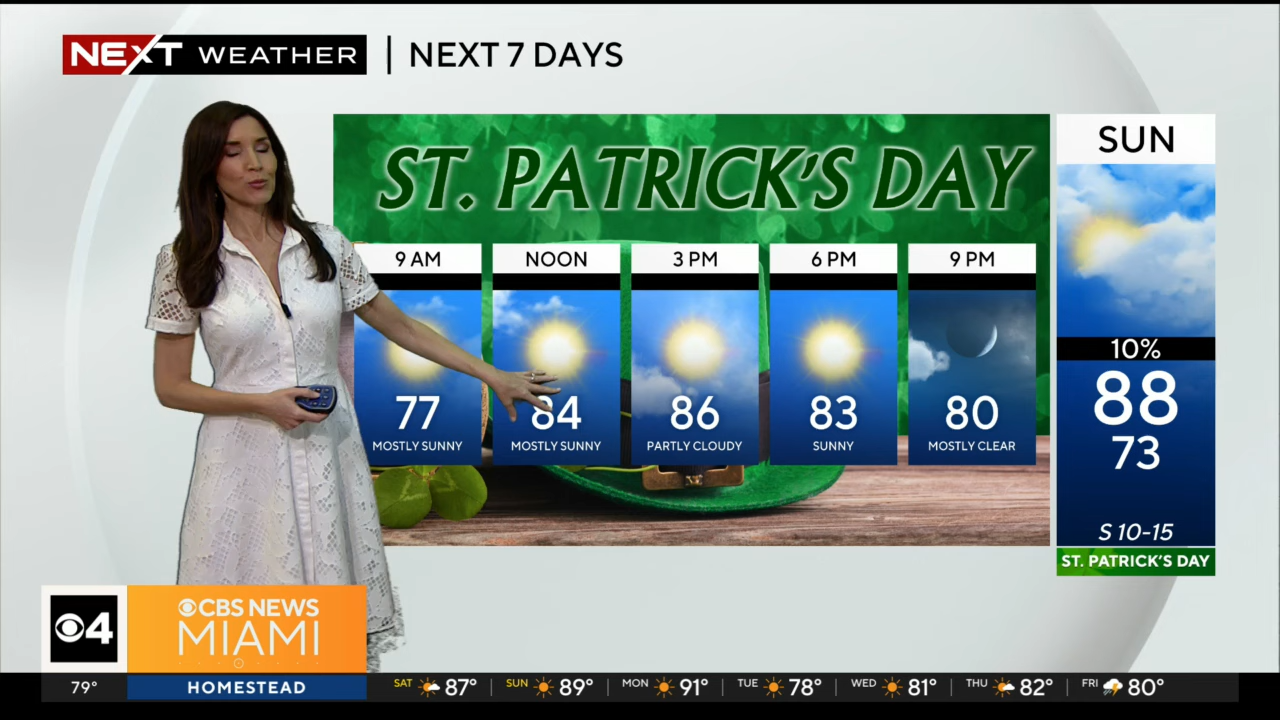 NEXT WEATHER | NEXT 7 DAYS
ST. PATRICK'S DAY
9 AM NOON 3 PM 6 PM 9 PM
77 84 86 83 80
MOSTLY SUNNY MOSTLY SUNNY PARTLY CLOUDY SUNNY MOSTLY CLEAR
SUN
10%
88
73
S 10-15
ST. PATRICK'S DAY
4
CBS NEWS
MIAMI
79° HOMESTEAD SAT 87° | SUN 89° | MON 91° | TUE 78° | WED 81° | THU 82° | FRI 80°